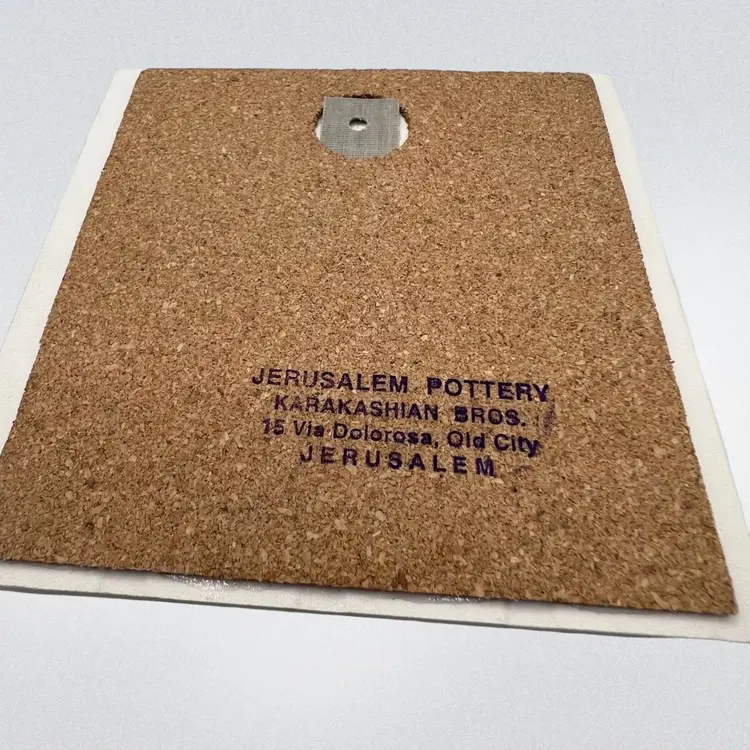 JERUSALEM POTTERY
KARAKASHIAN BROS.
15 Via Dolorosa, Old City
JERUSALEM